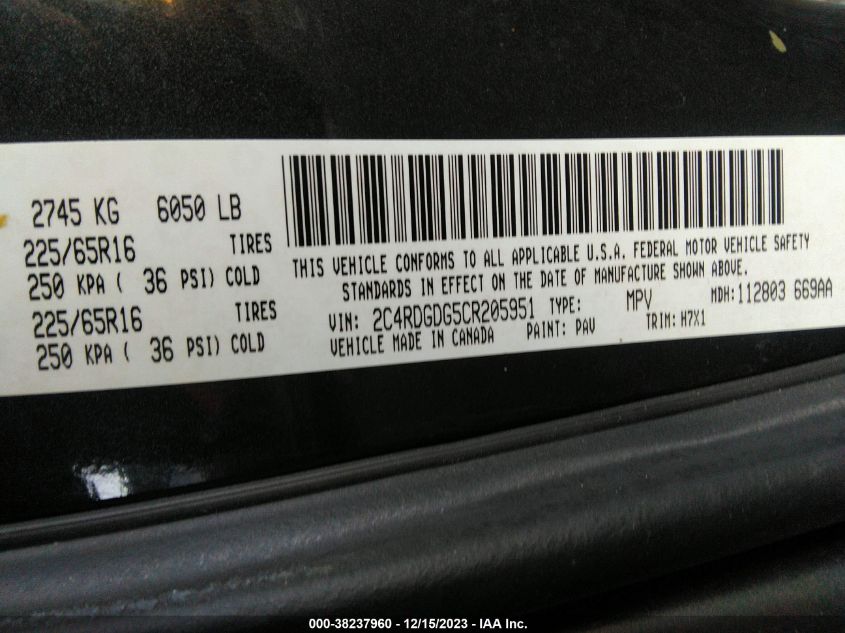 2745 KG 6050 LB
225/65R16 TIRES
250 KPA ( 36 PSI) COLD
225/65R16 TIRES
250 KPA ( 36 PSI) COLD
THIS VEHICLE CONFORMS TO ALL APPLICABLE U.S.A. FEDERAL MOTOR VEHICLE SAFETY
STANDARDS IN EFFECT ON THE DATE OF MANUFACTURE SHOWN ABOVE.
VIN: 2C4RDGDG5CR205951 TYPE: MPV MDH:112803 669AA
VEHICLE MADE IN CANADA PAINT: PAV TRIM: H7X1
000-38237960 - 12/15/2023 - IAA Inc.